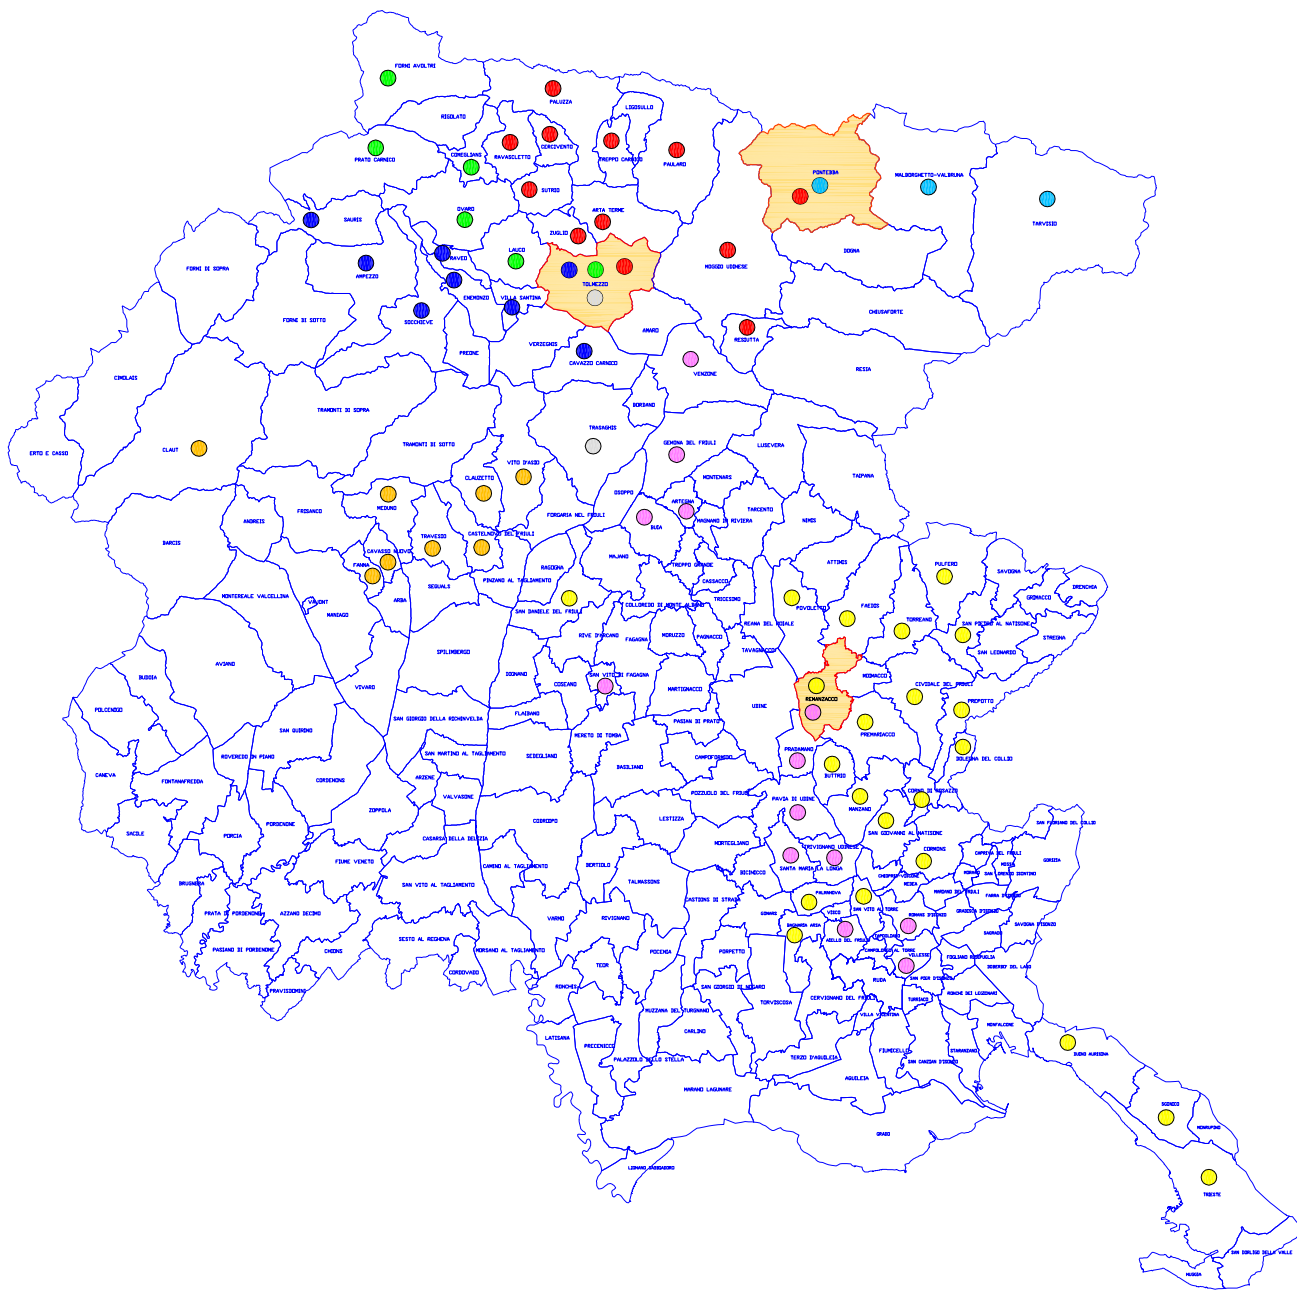 FORNI AVOLTRI
PALUZZA
LIGOSULLO
RIGOLATO
CERCIVENTO
PRATO CARNICO
COMEGLIANS
RAVASCLETTO
TREPPO CARNICO
PAULARO
PONTEBBA
MALBORGHETTO-VALBRUNA
SUTRIO
OVARO
ARTA TERME
SAURIS
TARVISIO
ZUGLIO
LAUCO
RAVEO
DOGNA
FORNI DI SOPRA
AMPEZZO
MOGGIO UDINESE
TOLMEZZO
ENEMONZO
VILLA SANTINA
CHIUSAFORTE
FORNI DI SOTTO
SOCCHIEVE
AMARO
RESIUTTA
VERZEGNIS
PREONE
CAVAZZO CARNICO
VENZONE
RESIA
CIMOLAIS
BORDANO
TRAMONTI DI SOPRA
TRAMONTI DI SOTTO
TRASAGHIS
GEMONA DEL FRIULI
LUSEVERA
ERTO E CASSO
CLAUT
VITO D'ASIO
CLAUZETTO
MONTENARS
TAIPANA
OSOPPO
ARTEGNA
MEDUNO
FRISANCO
FORGARIA NEL FRIULI
TARCENTO
ANDREIS
MAGNANO IN RIVIERA
NIMIS
BUIA
TRAVESIO
CASTELNOVO DEL FRIULI
BARCIS
CAVASSO NUOVO
MAJANO
FANNA
RAGOGNA
TREPPO GRANDE
ATTIMIS
PULFERO
SAVOGNA
PINZANO AL TAGLIAMENTO
CASSACCO
DRENCHIA
SEQUALS
MONTEREALE VALCELLINA
ARBA
TRICESIMO
GRIMACCO
VAJONT
MANIAGO
SAN DANIELE DEL FRIULI
COLLOREDO DI MONTE ALBANO
POVOLETTO
FAEDIS
TORREANO
SAN PIETRO AL NATISONE
REANA DEL ROIALE
RIVE D'ARCANO
FAGAGNA
MORUZZO
PAGNACCO
STREGNA
SPILIMBERGO
TAVAGNACCO
SAN LEONARDO
AVIANO
DIGNANO
SAN VITO DI FAGAGNA
MOIMACCO
BUDOIA
COSEANO
CIVIDALE DEL FRIULI
VIVARO
MARTIGNACCO
REMANZACCO
PREPOTTO
UDINE
POLCENIGO
FLAIBANO
SAN GIORGIO DELLA RICHINVELDA
PASIAN DI PRATO
SAN QUIRINO
MERETO DI TOMBA
PREMARIACCO
PRADAMANO
SAN MARTINO AL TAGLIAMENTO
SEDEGLIANO
ROVEREDO IN PIANO
CAMPOFORMIDO
DOLEGNA DEL COLLIO
BASILIANO
CANEVA
BUTTRIO
ARZENE
FONTANAFREDDA
CORDENONS
POZZUOLO DEL FRIULI
CORNO DI ROSAZZO
VALVASONE
PAVIA DI UDINE
MANZANO
ZOPPOLA
LESTIZZA
CODROIPO
PORDENONE
SAN FLORIANO DEL COLLIO
SACILE
PORCIA
SAN GIOVANNI AL NATISONE
CASARSA DELLA DELIZIA
MORTEGLIANO
TRIVIGNANO UDINESE
CORMONS
CAPRIVA DEL FRIULI
FIUME VENETO
CAMINO AL TAGLIAMENTO
BERTIOLO
MOSSA
GORIZIA
SANTA MARIA LA LONGA
BICINICCO
MORARO
SAN LORENZO ISONTINO
CHIOPRIS-VISCONE
BRUGNERA
SAN VITO AL TAGLIAMENTO
TALMASSONS
MEDEA
MARIANO DEL FRIULI
FARRA D'ISONZO
CASTIONS DI STRADA
PALMANOVA
PRATA DI PORDENONE
AZZANO DECIMO
GONARS
VISCO
SAN VITO AL TORRE
GRADISCA D'ISONZO
VARMO
RIVIGNANO
ROMANS D'ISONZO
BAGNARIA ARSA
SAVOGNA D'ISONZO
SAGRADO
TAPOGLIANO
SESTO AL REGHENA
AIELLO DEL FRIULI
PASIANO DI PORDENONE
CHIONS
MORSANO AL TAGLIAMENTO
POCENIA
PORPETTO
CAMPOLONGO AL TORRE
VILLESSE
FOGLIANO REDIPUGLIA
TEOR
DOBERDO' DEL LAGO
CORDOVADO
RONCHIS
SAN PIER D'ISONZO
RUDA
PRAVISDOMINI
SAN GIORGIO DI NOGARO
RONCHI DEI LEGIONARI
CERVIGNANO DEL FRIULI
TORVISCOSA
TURRIACO
MUZZANA DEL TURGNANO
VILLA VICENTINA
MONFALCONE
CARLINO
LATISANA
PRECENICCO
FIUMICELLO
STARANZANO
DUINO AURISINA
PALAZZOLO DELLO STELLA
TERZO D'AQUILEIA
SAN CANZIAN D'ISONZO
AQUILEIA
MARANO LAGUNARE
SGONICO
MONRUPINO
GRADO
LIGNANO SABBIADORO
TRIESTE
SAN DORLIGO DELLA VALLE
MUGGIA